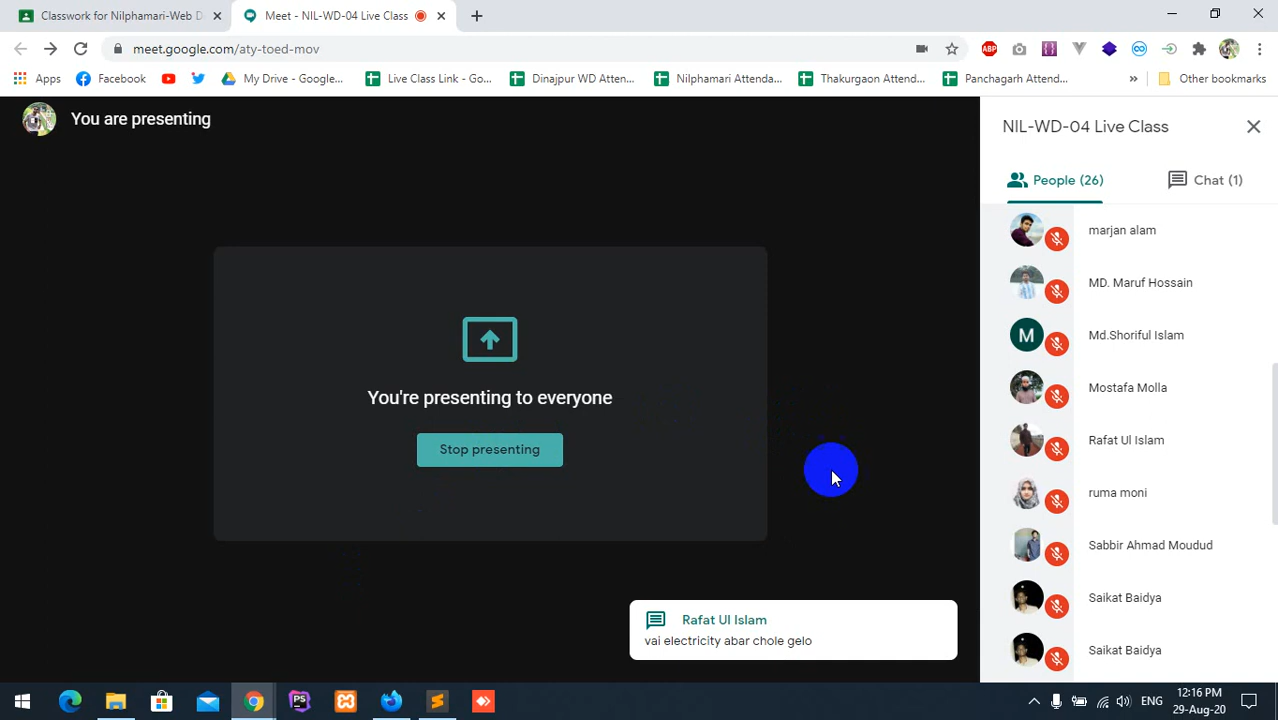 Classwork for Nilphamari-Web D
Meet - NIL-WD-04 Live Class
meet.google.com/aty-toed-mov
ABP
Apps
Facebook
My Drive - Google...
Live Class Link - Go...
Dinajpur WD Atten...
Nilphamari Attenda...
Thakurgaon Attend...
Panchagarh Attend...
»
Other bookmarks
You are presenting
NIL-WD-04 Live Class
People (26)
Chat (1)
marjan alam
MD. Maruf Hossain
M
Md.Shoriful Islam
Mostafa Molla
Rafat Ul Islam
ruma moni
Sabbir Ahmad Moudud
Saikat Baidya
Saikat Baidya
You're presenting to everyone
Stop presenting
Rafat Ul Islam
vai electricity abar chole gelo
PS
ENG
12:16 PM
29-Aug-20